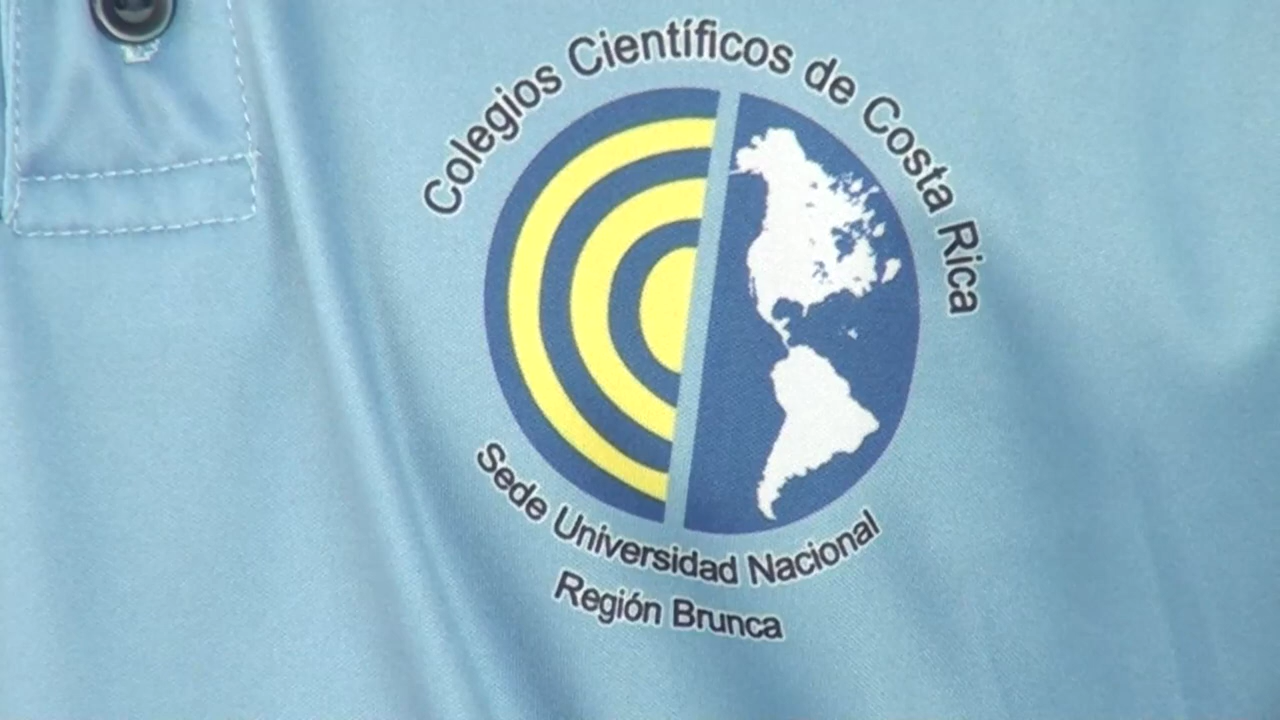 Colegios Científicos de Costa Rica
Sede Universidad Nacional
Región Brunca